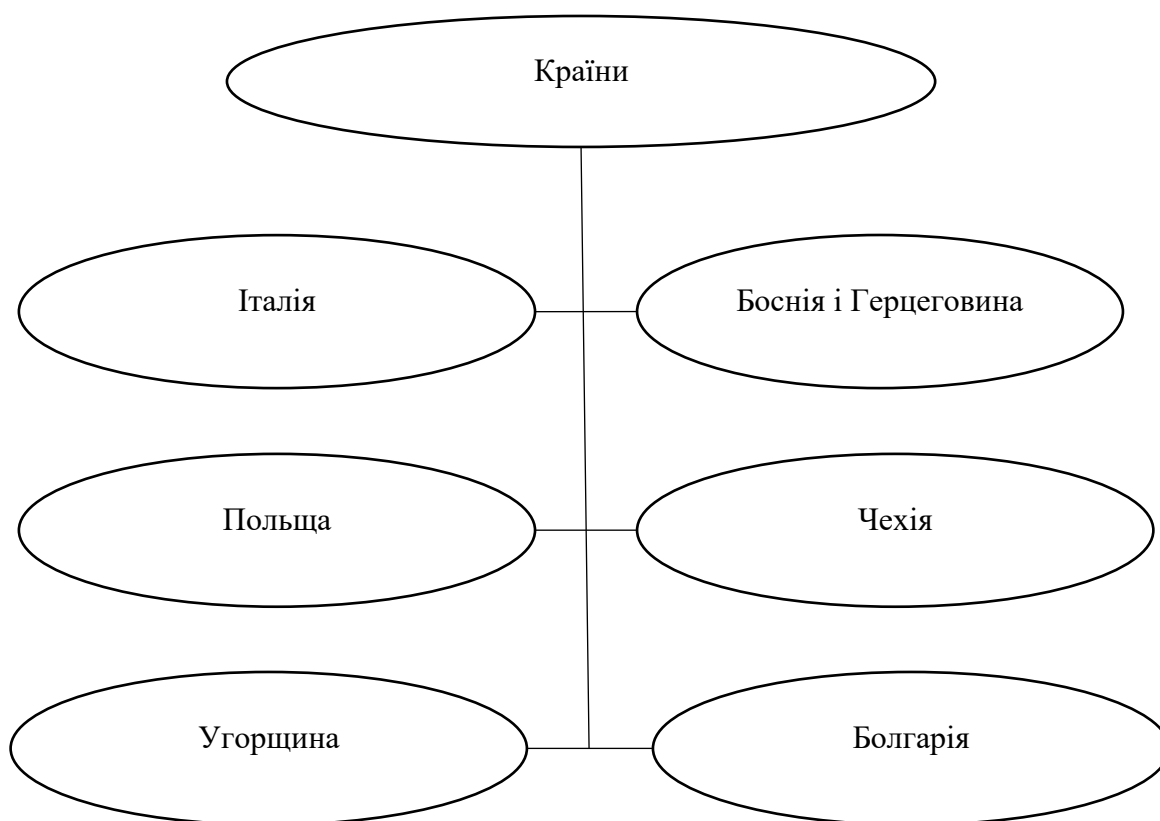 Країни
Італія
Боснія і Герцеговина
Польща
Чехія
Угорщина
Болгарія